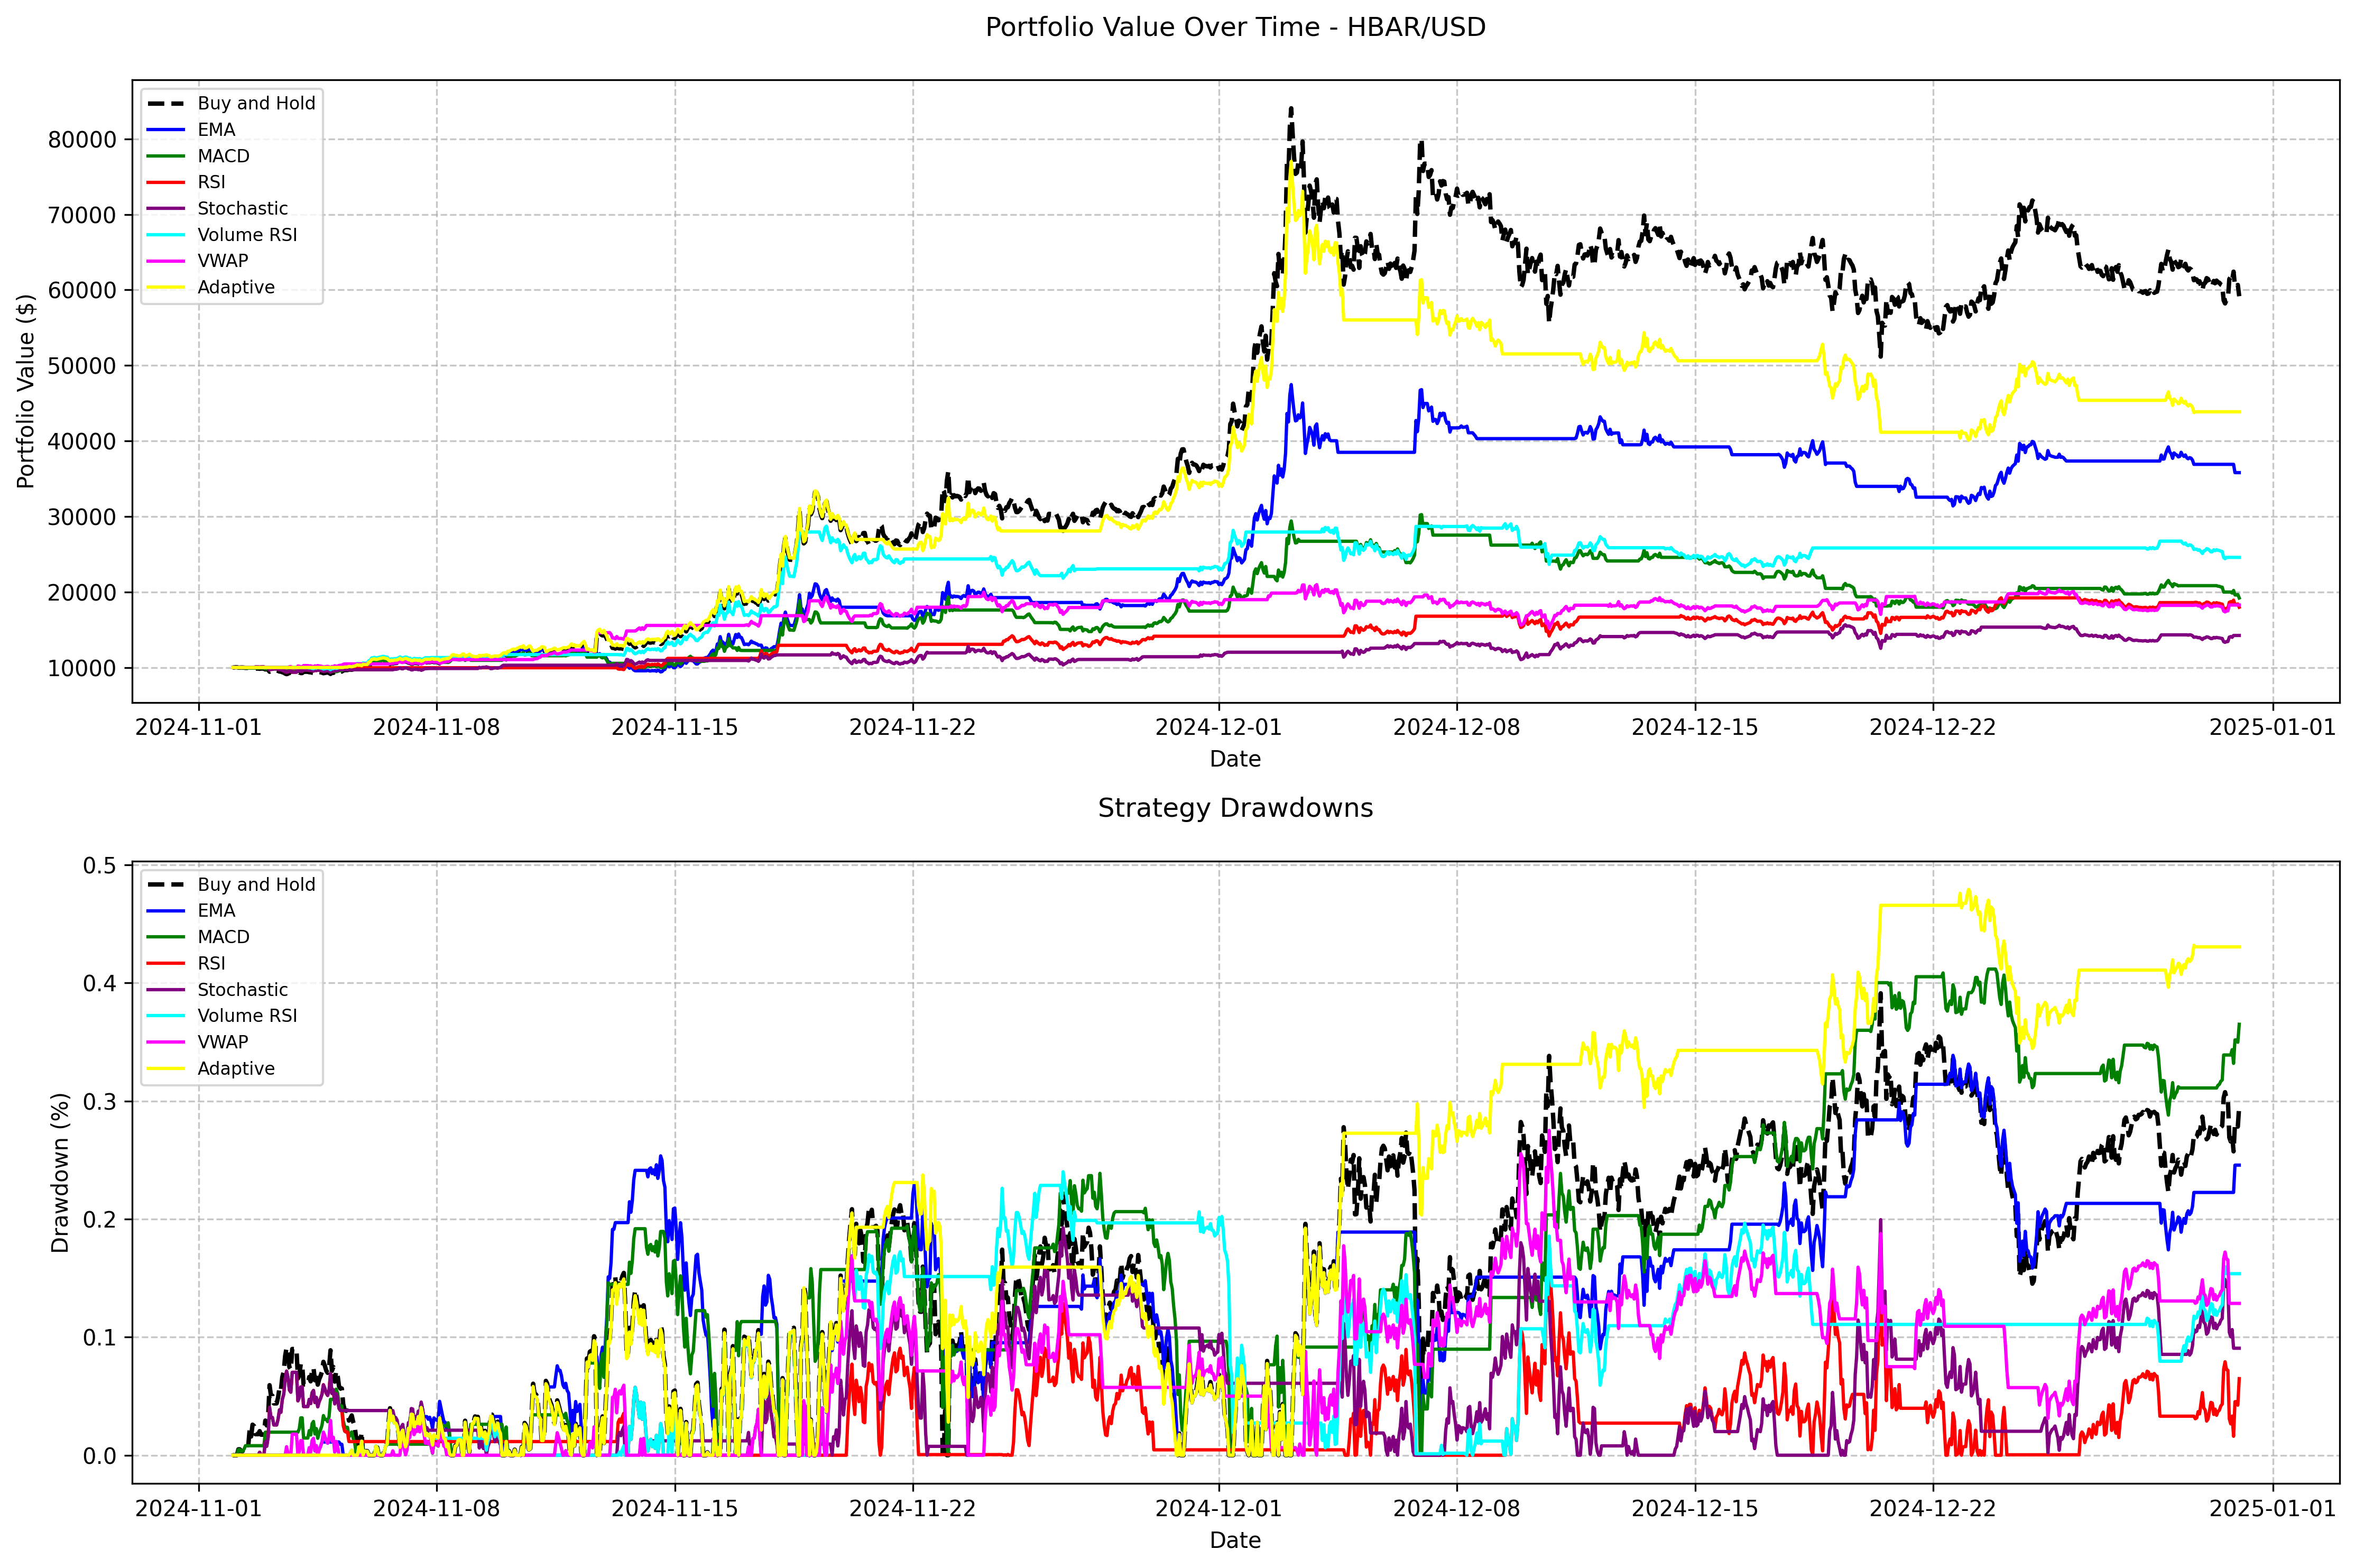 Portfolio Value Over Time - HBAR/USD
Buy and Hold
EMA
MACD
RSI
Stochastic
Volume RSI
VWAP
Adaptive
Portfolio Value ($)
80000
70000
60000
50000
40000
30000
20000
10000
2024-11-01 2024-11-08 2024-11-15 2024-11-22 2024-12-01 2024-12-08 2024-12-15 2024-12-22 2025-01-01
Date
Strategy Drawdowns
Buy and Hold
EMA
MACD
RSI
Stochastic
Volume RSI
VWAP
Adaptive
Drawdown (%)
0.5
0.4
0.3
0.2
0.1
0.0
2024-11-01 2024-11-08 2024-11-15 2024-11-22 2024-12-01 2024-12-08 2024-12-15 2024-12-22 2025-01-01
Date